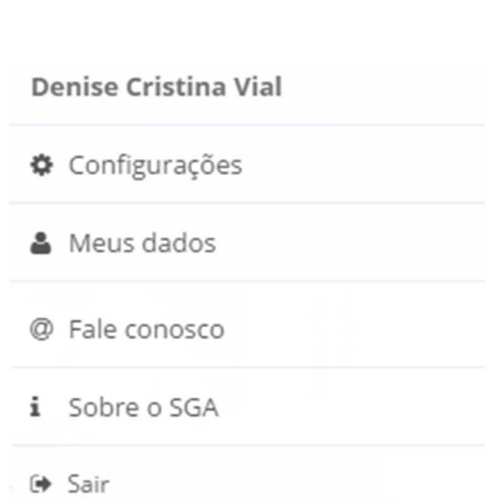 Denise Cristina Vial
Configurações
Meus dados
@ Fale conosco
Sobre o SGA
Sair